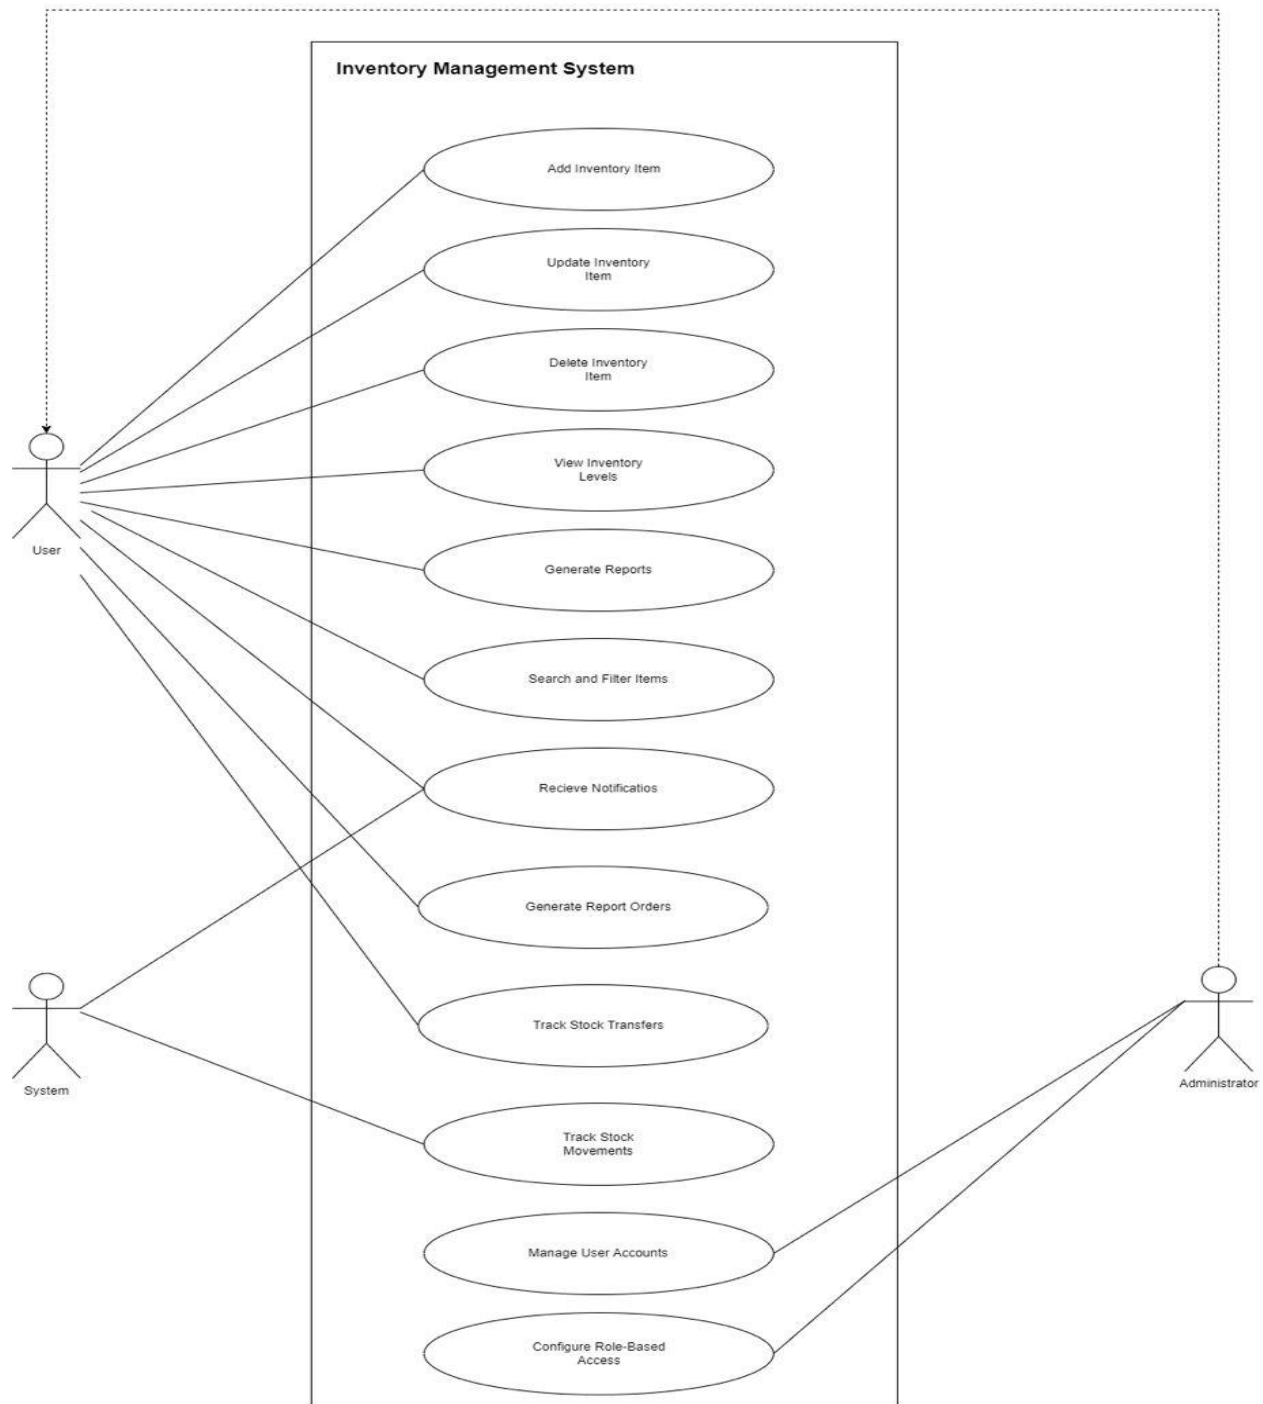 Inventory Management System
Add Inventory Item
Update Inventory
Item
Delete Inventory
Item
View Inventory
Levels
User
Generate Reports
Search and Filter Items
Recieve Notificatios
Generate Report Orders
Track Stock Transfers
System
Administrator
Track Stock
Movements
Manage User Accounts
Configure Role-Based
Access